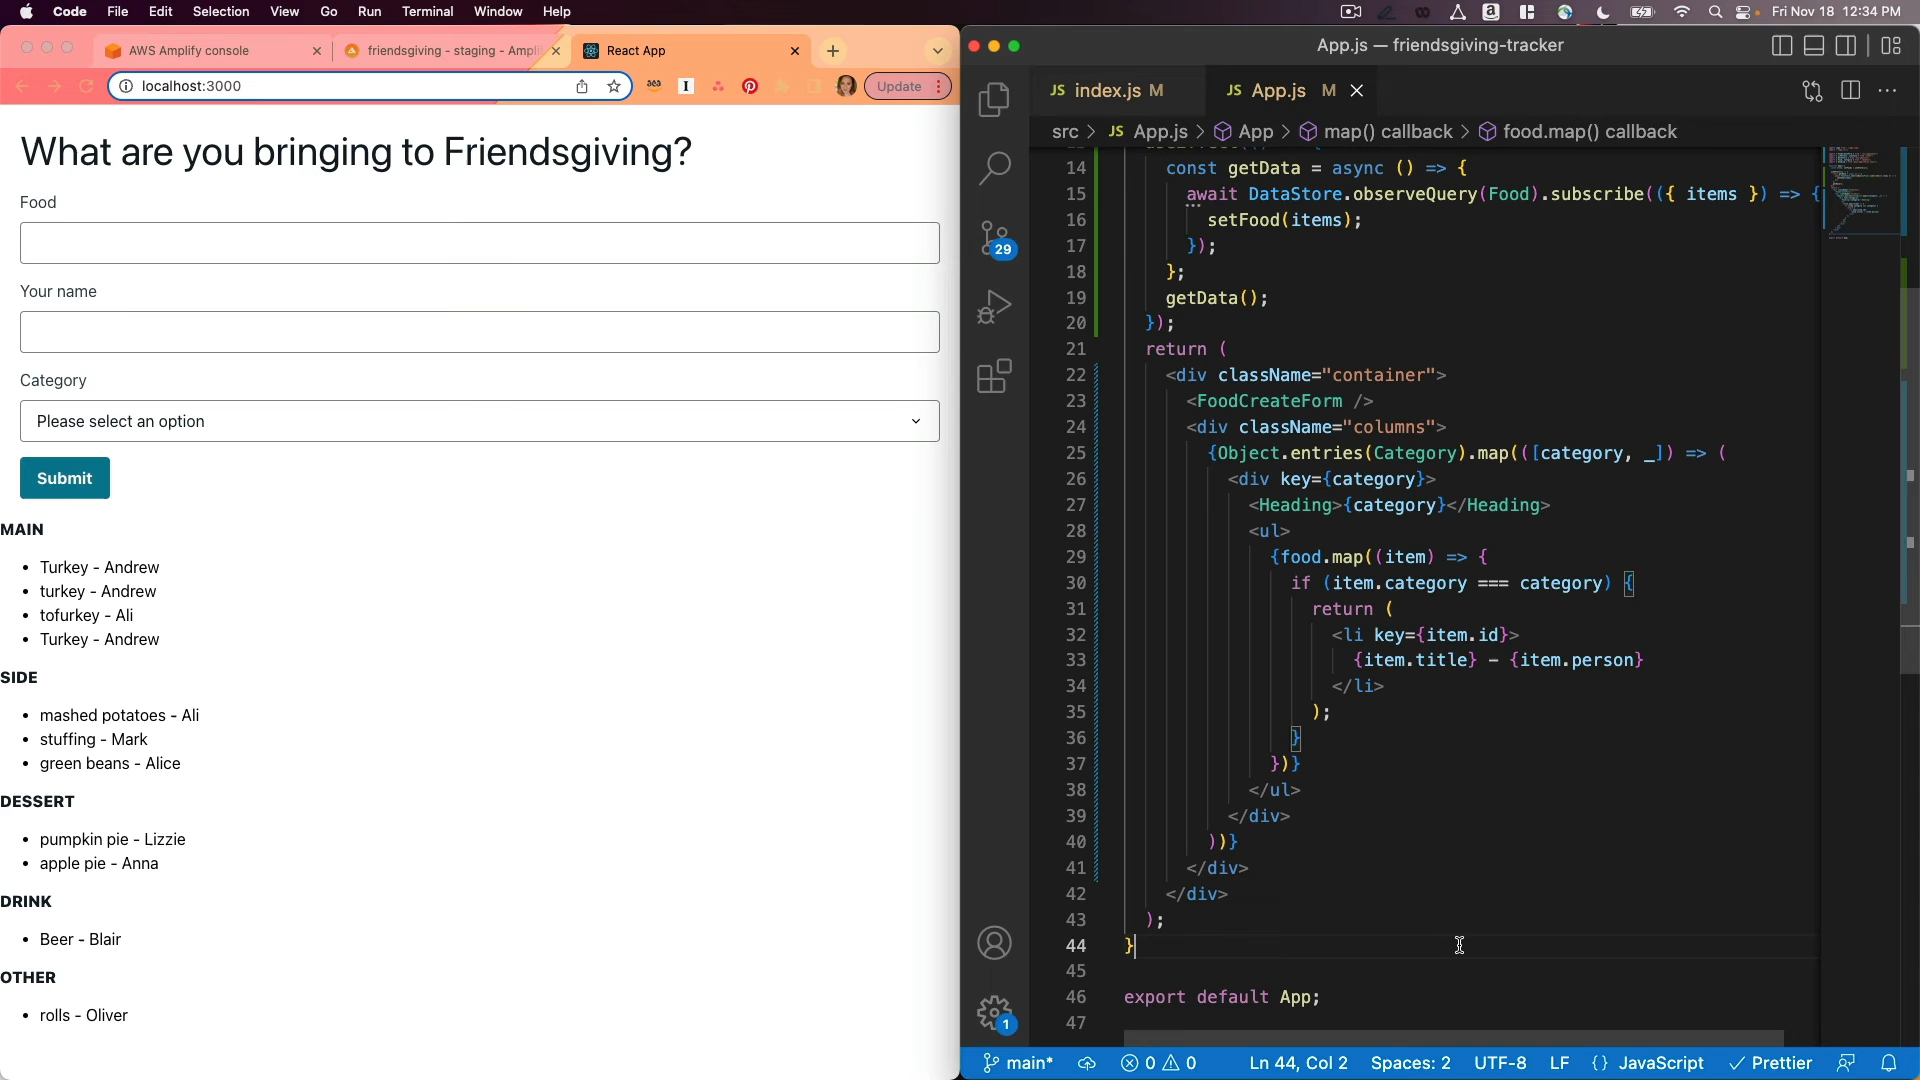 Code File Edit Selection View Go Run Terminal Window Help
Fri Nov 18 12:34 PM
AWS Amplify console
friendsgiving - staging - Ampli
React App
localhost:3000
Update
What are you bringing to Friendsgiving?
Food
Your name
Category
Please select an option
Submit
MAIN
• Turkey - Andrew
• turkey - Andrew
• tofurkey - Ali
• Turkey - Andrew
SIDE
• mashed potatoes - Ali
• stuffing - Mark
• green beans - Alice
DESSERT
• pumpkin pie - Lizzie
• apple pie - Anna
DRINK
• Beer - Blair
OTHER
• rolls - Oliver
App.js — friendsgiving-tracker
JS index.js M
JS App.js M
src > JS App.js > App > map() callback > food.map() callback
14 const getData = async () => {
15 await DataStore.observeQuery(Food).subscribe(({ items }) => {
16 setFood(items);
17 });
18 };
19 getData();
20 });
21 return (
22 <div className="container">
23 <FoodCreateForm />
24 <div className="columns">
25 {Object.entries(Category).map(([category, _]) => (
26 <div key={category}>
27 <Heading>{category}</Heading>
28 <ul>
29 {food.map((item) => {
30 if (item.category === category) {
31 return (
32 <li key={item.id}>
33 {item.title} - {item.person}
34 </li>
35 );
36 }
37 })}
38 </ul>
39 </div>
40 ))}
41 </div>
42 </div>
43 );
44 }
45
46 export default App;
47
29
1
main* 0 0 Ln 44, Col 2 Spaces: 2 UTF-8 LF {} JavaScript Prettier